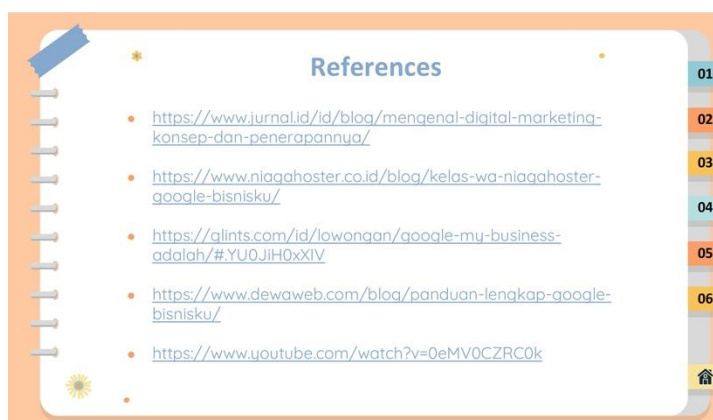 References
https://www.jurnal.id/id/blog/mengenal-digital-marketing-
konsep-dan-penerapannya/
https://www.niagahoster.co.id/blog/kelas-wa-niagahoster-
google-bisnisku/
https://glints.com/id/lowongan/google-my-business-
adalah/#.YU0JiH0xXIV
https://www.dewaweb.com/blog/panduan-lengkap-google-
bisnisku/
https://www.youtube.com/watch?v=0eMV0CZRC0k
01
02
03
04
05
06